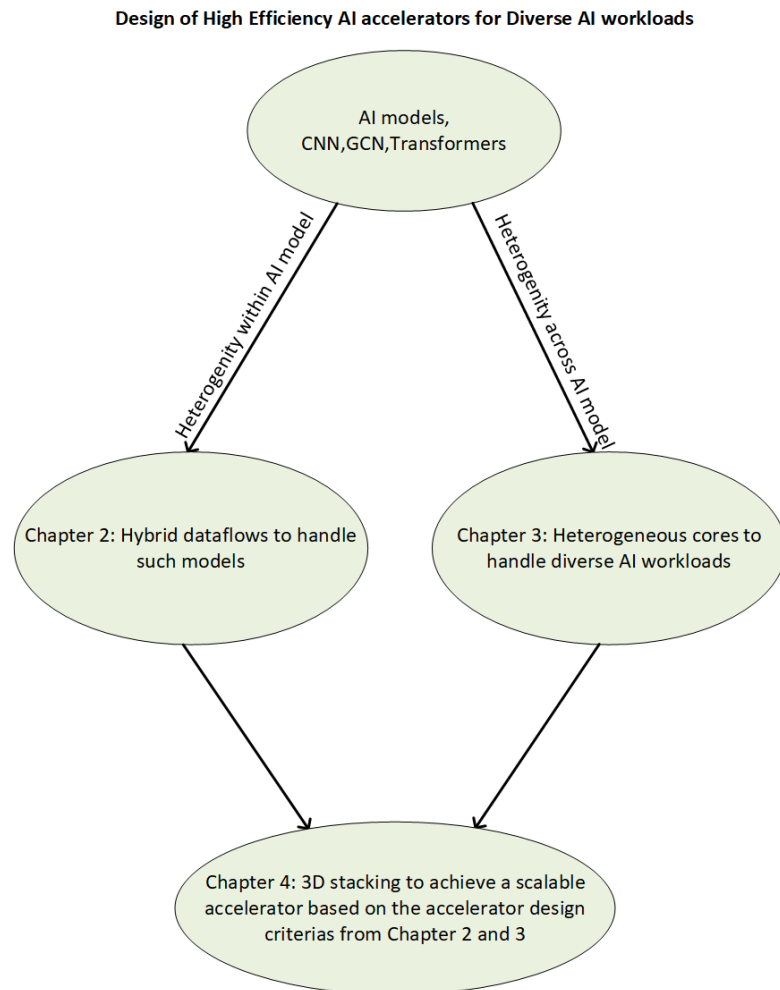 Design of High Efficiency AI accelerators for Diverse AI workloads
AI models,
CNN,GCN,Transformers
Heterogenity within AI model
Heterogenity across AI model
Chapter 2: Hybrid dataflows to handle
such models
Chapter 3: Heterogeneous cores to
handle diverse AI workloads
Chapter 4: 3D stacking to achieve a scalable
accelerator based on the accelerator design
criterias from Chapter 2 and 3